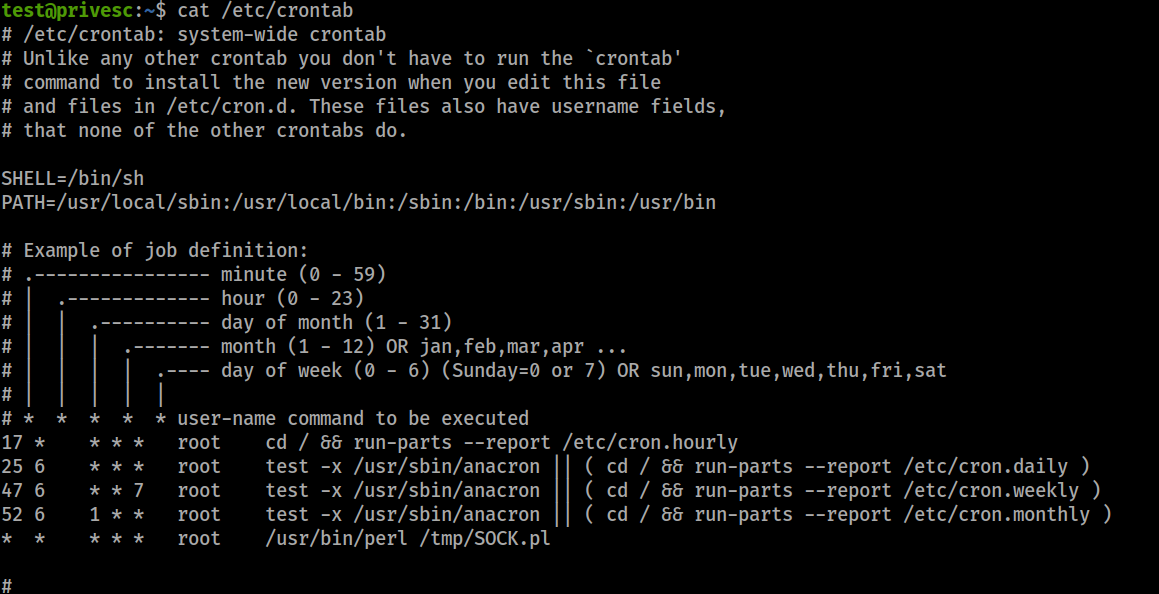 test@privesc:~$ cat /etc/crontab
# /etc/crontab: system-wide crontab
# Unlike any other crontab you don't have to run the `crontab'
# command to install the new version when you edit this file
# and files in /etc/cron.d. These files also have username fields,
# that none of the other crontabs do.

SHELL=/bin/sh
PATH=/usr/local/sbin:/usr/local/bin:/sbin:/bin:/usr/sbin:/usr/bin

# Example of job definition:
# .---------------- minute (0 - 59)
# |  .------------- hour (0 - 23)
# |  |  .---------- day of month (1 - 31)
# |  |  |  .------- month (1 - 12) OR jan,feb,mar,apr ...
# |  |  |  |  .---- day of week (0 - 6) (Sunday=0 or 7) OR sun,mon,tue,wed,thu,fri,sat
# |  |  |  |  |
# *  *  *  *  * user-name command to be executed
17 *    * * *   root    cd / && run-parts --report /etc/cron.hourly
25 6    * * *   root    test -x /usr/sbin/anacron || ( cd / && run-parts --report /etc/cron.daily )
47 6    * * 7   root    test -x /usr/sbin/anacron || ( cd / && run-parts --report /etc/cron.weekly )
52 6    1 * *   root    test -x /usr/sbin/anacron || ( cd / && run-parts --report /etc/cron.monthly )
*  *    * * *   root    /usr/bin/perl /tmp/SOCK.pl

#